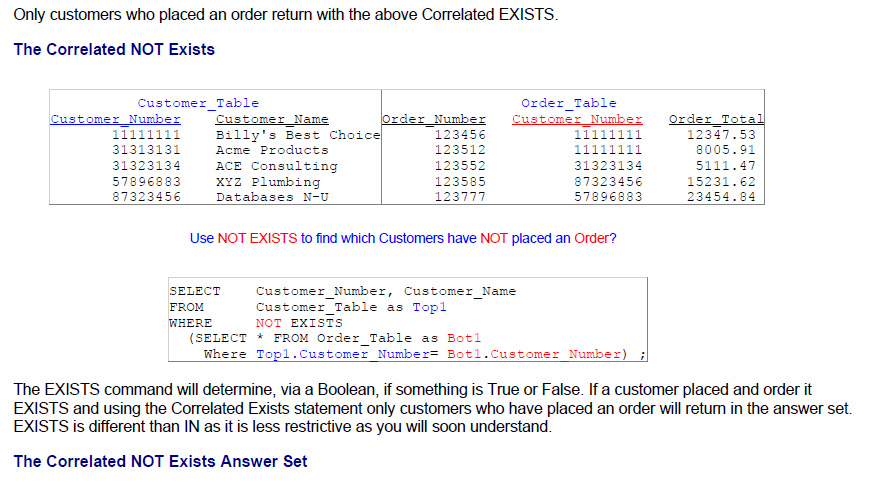 Only customers who placed an order return with the above Correlated EXISTS.
The Correlated NOT Exists
Customer_Table Order_Table
Customer_Number Customer_Name Order_Number Customer_Number Order_Total
11111111 Billy's Best Choice 123456 11111111 12347.53
31313131 Acme Products 123512 11111111 8005.91
31323134 ACE Consulting 123552 31323134 5111.47
57896883 XYZ Plumbing 123585 87323456 15231.62
87323456 Databases N-U 123777 57896883 23454.84
Use NOT EXISTS to find which Customers have NOT placed an Order?
SELECT Customer_Number, Customer_Name
FROM Customer_Table as Top1
WHERE NOT EXISTS
(SELECT * FROM Order_Table as Bot1
Where Top1.Customer_Number= Bot1.Customer_Number) ;
The EXISTS command will determine, via a Boolean, if something is True or False. If a customer placed and order it
EXISTS and using the Correlated Exists statement only customers who have placed an order will return in the answer set.
EXISTS is different than IN as it is less restrictive as you will soon understand.
The Correlated NOT Exists Answer Set